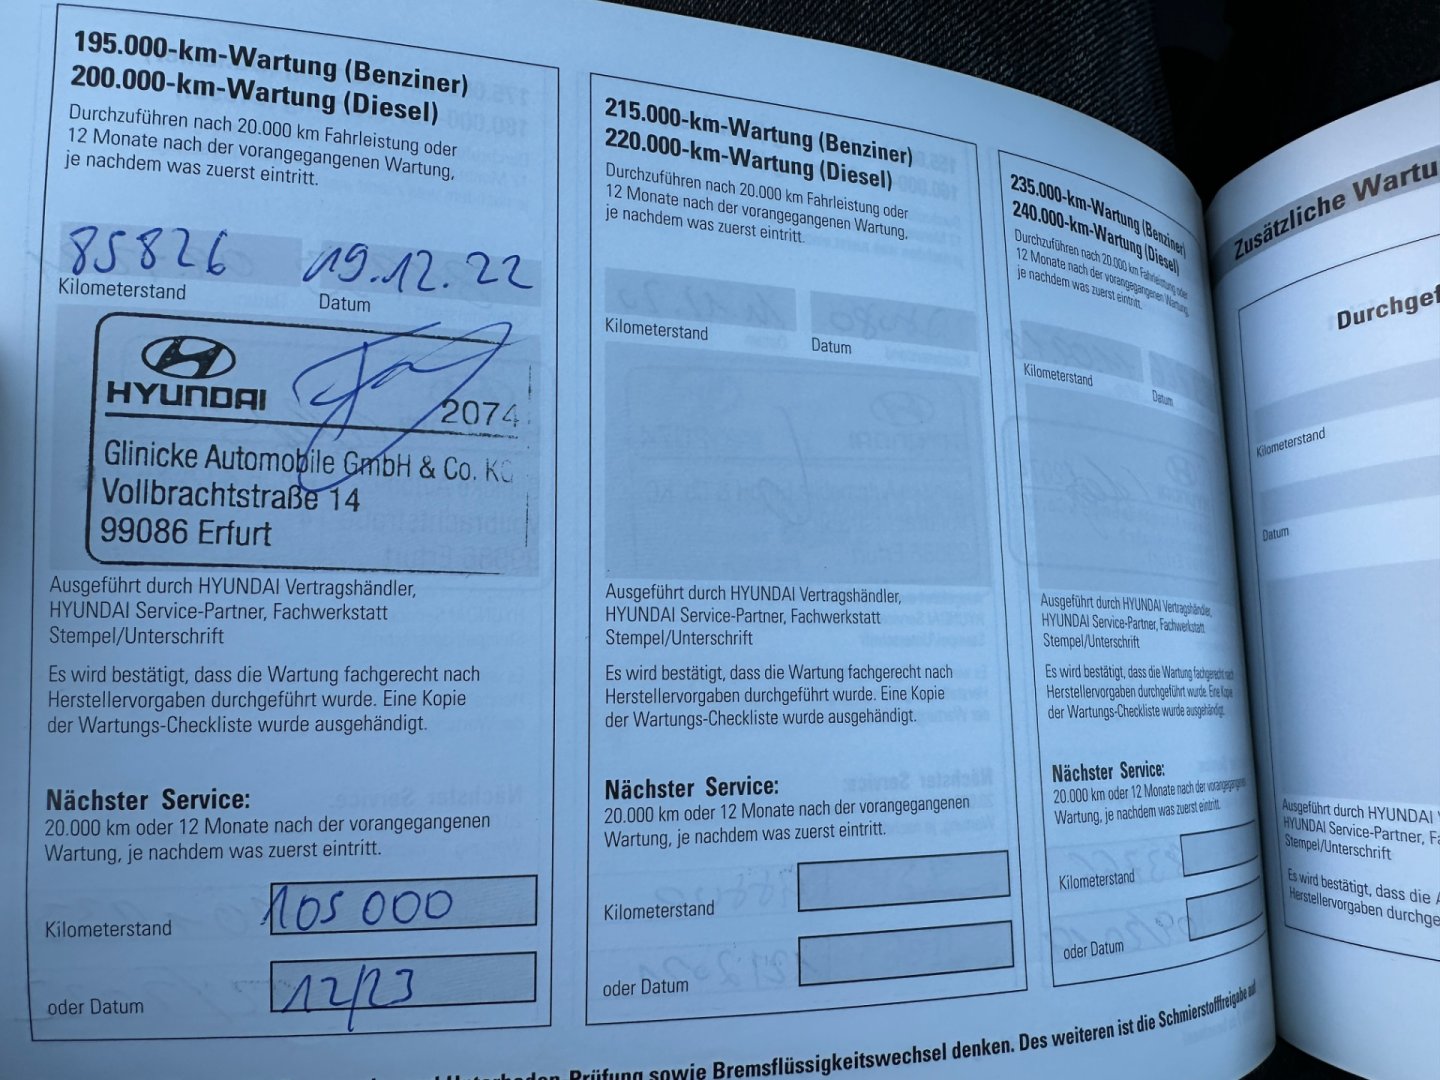 195.000-km-Wartung (Benziner)
200.000-km-Wartung (Diesel)
Durchzuführen nach 20.000 km Fahrleistung oder
12 Monate nach der vorangegangenen Wartung,
je nachdem was zuerst eintritt.
85826
19.12.22
Kilometerstand
Datum
HYUNDAI
2074
Glinicke Automobile GmbH & Co. KG
Vollbrachtstraße 14
99086 Erfurt
Ausgeführt durch HYUNDAI Vertragshändler,
HYUNDAI Service-Partner, Fachwerkstatt
Stempel/Unterschrift
Es wird bestätigt, dass die Wartung fachgerecht nach
Herstellervorgaben durchgeführt wurde. Eine Kopie
der Wartungs-Checkliste wurde ausgehändigt.
Nächster Service:
20.000 km oder 12 Monate nach der vorangegangenen
Wartung, je nachdem was zuerst eintritt.
Kilometerstand
105 000
oder Datum
12/23
215.000-km-Wartung (Benziner)
220.000-km-Wartung (Diesel)
Durchzuführen nach 20.000 km Fahrleistung oder
12 Monate nach der vorangegangenen Wartung,
je nachdem was zuerst eintritt.
Kilometerstand
Datum
Ausgeführt durch HYUNDAI Vertragshändler,
HYUNDAI Service-Partner, Fachwerkstatt
Stempel/Unterschrift
Es wird bestätigt, dass die Wartung fachgerecht nach
Herstellervorgaben durchgeführt wurde. Eine Kopie
der Wartungs-Checkliste wurde ausgehändigt.
Nächster Service:
20.000 km oder 12 Monate nach der vorangegangenen
Wartung, je nachdem was zuerst eintritt.
Kilometerstand
oder Datum
235.000-km-Wartung (Benziner)
240.000-km-Wartung (Diesel)
Durchzuführen nach 20.000 km Fahrleistung oder
12 Monate nach der vorangegangenen Wartung,
je nachdem was zuerst eintritt.
Kilometerstand
Datum
Ausgeführt durch HYUNDAI Vertragshändler,
HYUNDAI Service-Partner, Fachwerkstatt
Stempel/Unterschrift
Es wird bestätigt, dass die Wartung fachgerecht nach
Herstellervorgaben durchgeführt wurde. Eine Kopie
der Wartungs-Checkliste wurde ausgehändigt.
Nächster Service:
20.000 km oder 12 Monate nach der vorangegangenen
Wartung, je nachdem was zuerst eintritt.
Kilometerstand
oder Datum
Unterboden-Prüfung sowie Bremsflüssigkeitswechsel denken. Des weiteren ist die Schmierstofffreigabe auf
Zusätzliche Wartu
Durchgef
Kilometerstand
Datum
Ausgeführt durch HYUNDAI
HYUNDAI Service-Partner, Fa
Stempel/Unterschrift
Es wird bestätigt, dass die
Herstellervorgaben durchge